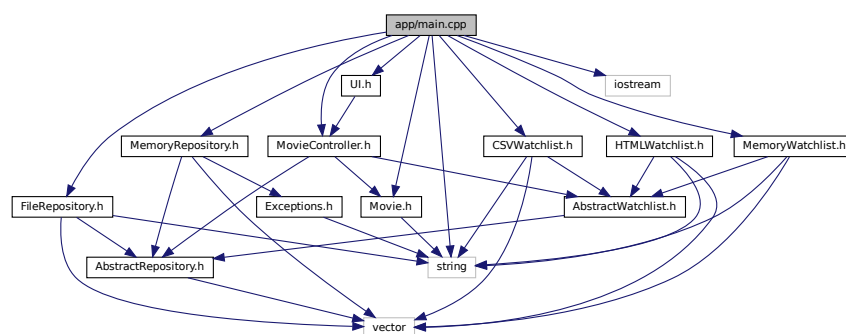 app/main.cpp
UI.h
iostream
MemoryRepository.h
MovieController.h
CSVWatchlist.h
HTMLWatchlist.h
MemoryWatchlist.h
FileRepository.h
Exceptions.h
Movie.h
AbstractWatchlist.h
AbstractRepository.h
string
vector